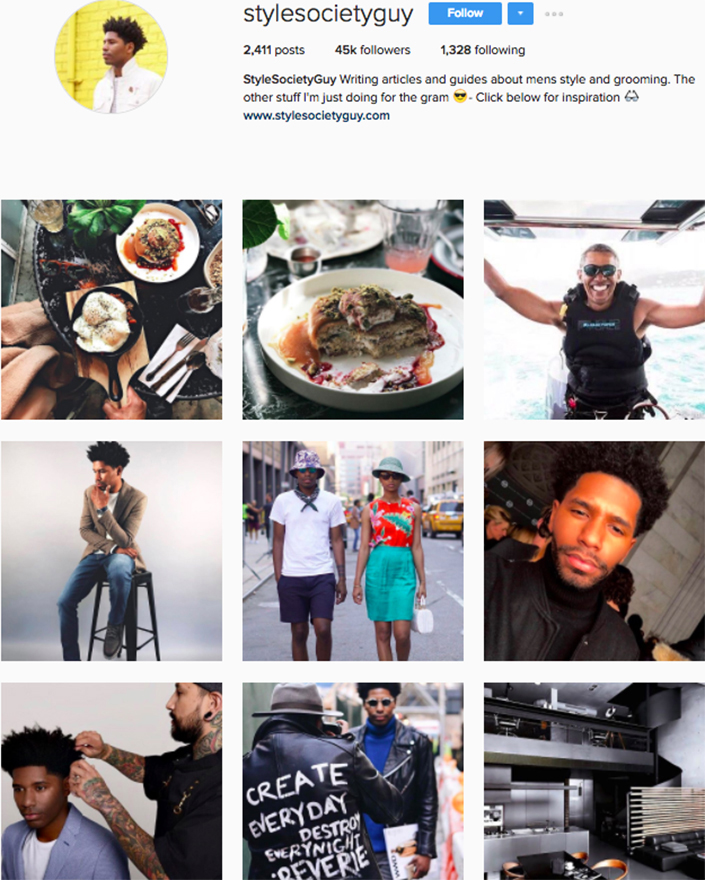 stylesocietyguy Follow
2,411 posts 45k followers 1,328 following
StyleSocietyGuy Writing articles and guides about mens style and grooming. The
other stuff I'm just doing for the gram 😎- Click below for inspiration 👓
www.stylesocietyguy.com
CREATE
EVERYDAY
DESTROY
EVERYNIGHT
:REVERIE